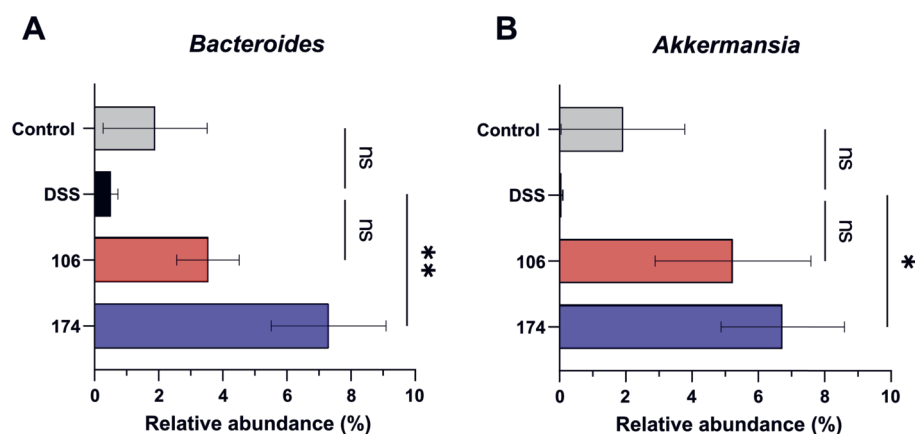 A
Bacteroides
Control
DSS
106
174
ns
ns
**
0 2 4 6 8 10
Relative abundance (%)
B
Akkermansia
Control
DSS
106
174
ns
ns
*
0 2 4 6 8 10
Relative abundance (%)